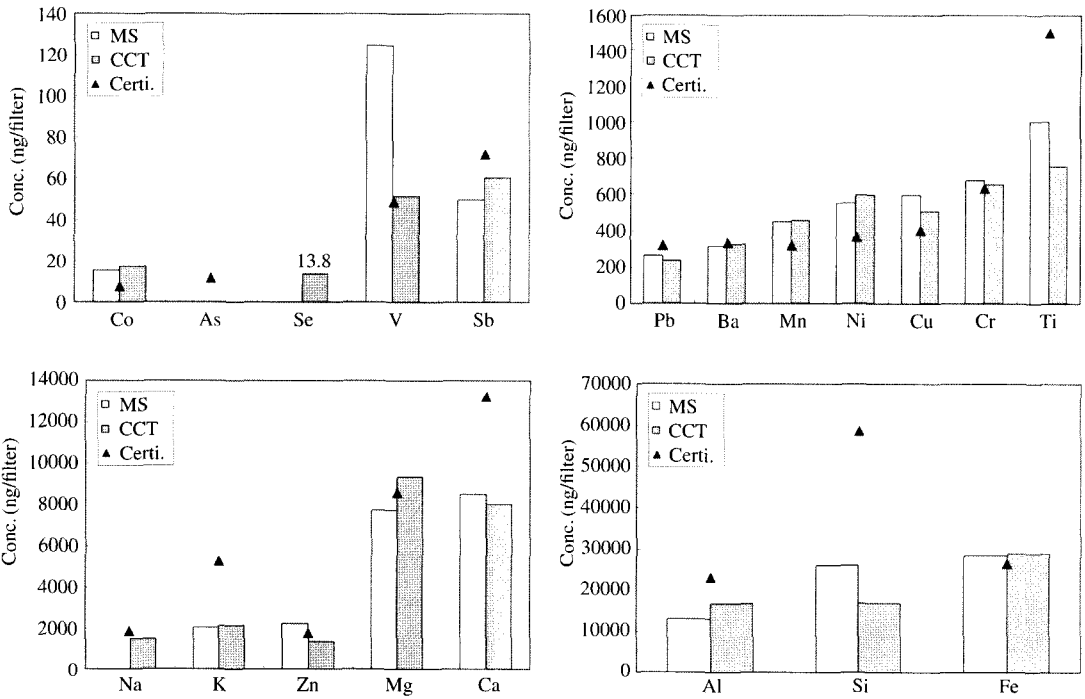 140
120
100
80
60
40
20
0
Conc. (ng/filter)
MS
CCT
Certi.
13.8
Co As Se V Sb
1600
1400
1200
1000
800
600
400
200
0
Conc. (ng/filter)
MS
CCT
Certi.
Pb Ba Mn Ni Cu Cr Ti
14000
12000
10000
8000
6000
4000
2000
0
Conc. (ng/filter)
MS
CCT
Certi.
Na K Zn Mg Ca
70000
60000
50000
40000
30000
20000
10000
0
Conc. (ng/filter)
MS
CCT
Certi.
Al Si Fe